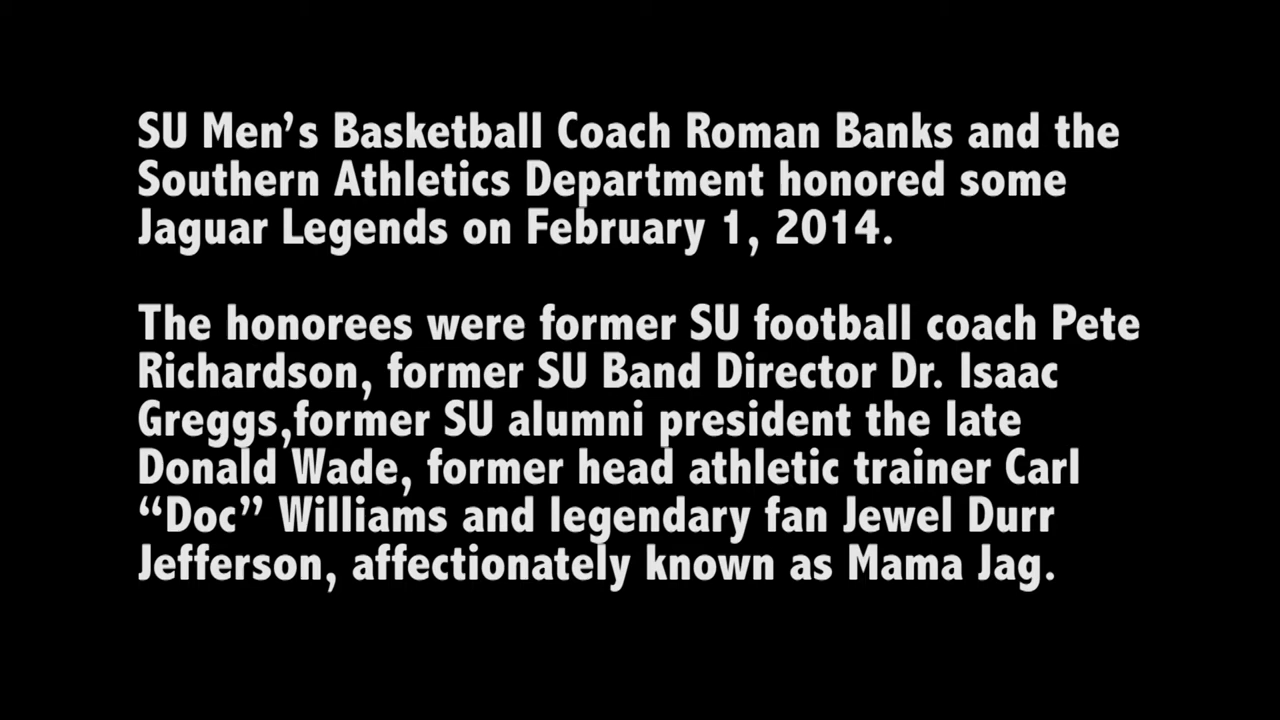 SU Men’s Basketball Coach Roman Banks and the
Southern Athletics Department honored some
Jaguar Legends on February 1, 2014.
The honorees were former SU football coach Pete
Richardson, former SU Band Director Dr. Isaac
Greggs,former SU alumni president the late
Donald Wade, former head athletic trainer Carl
“Doc” Williams and legendary fan Jewel Durr
Jefferson, affectionately known as Mama Jag.